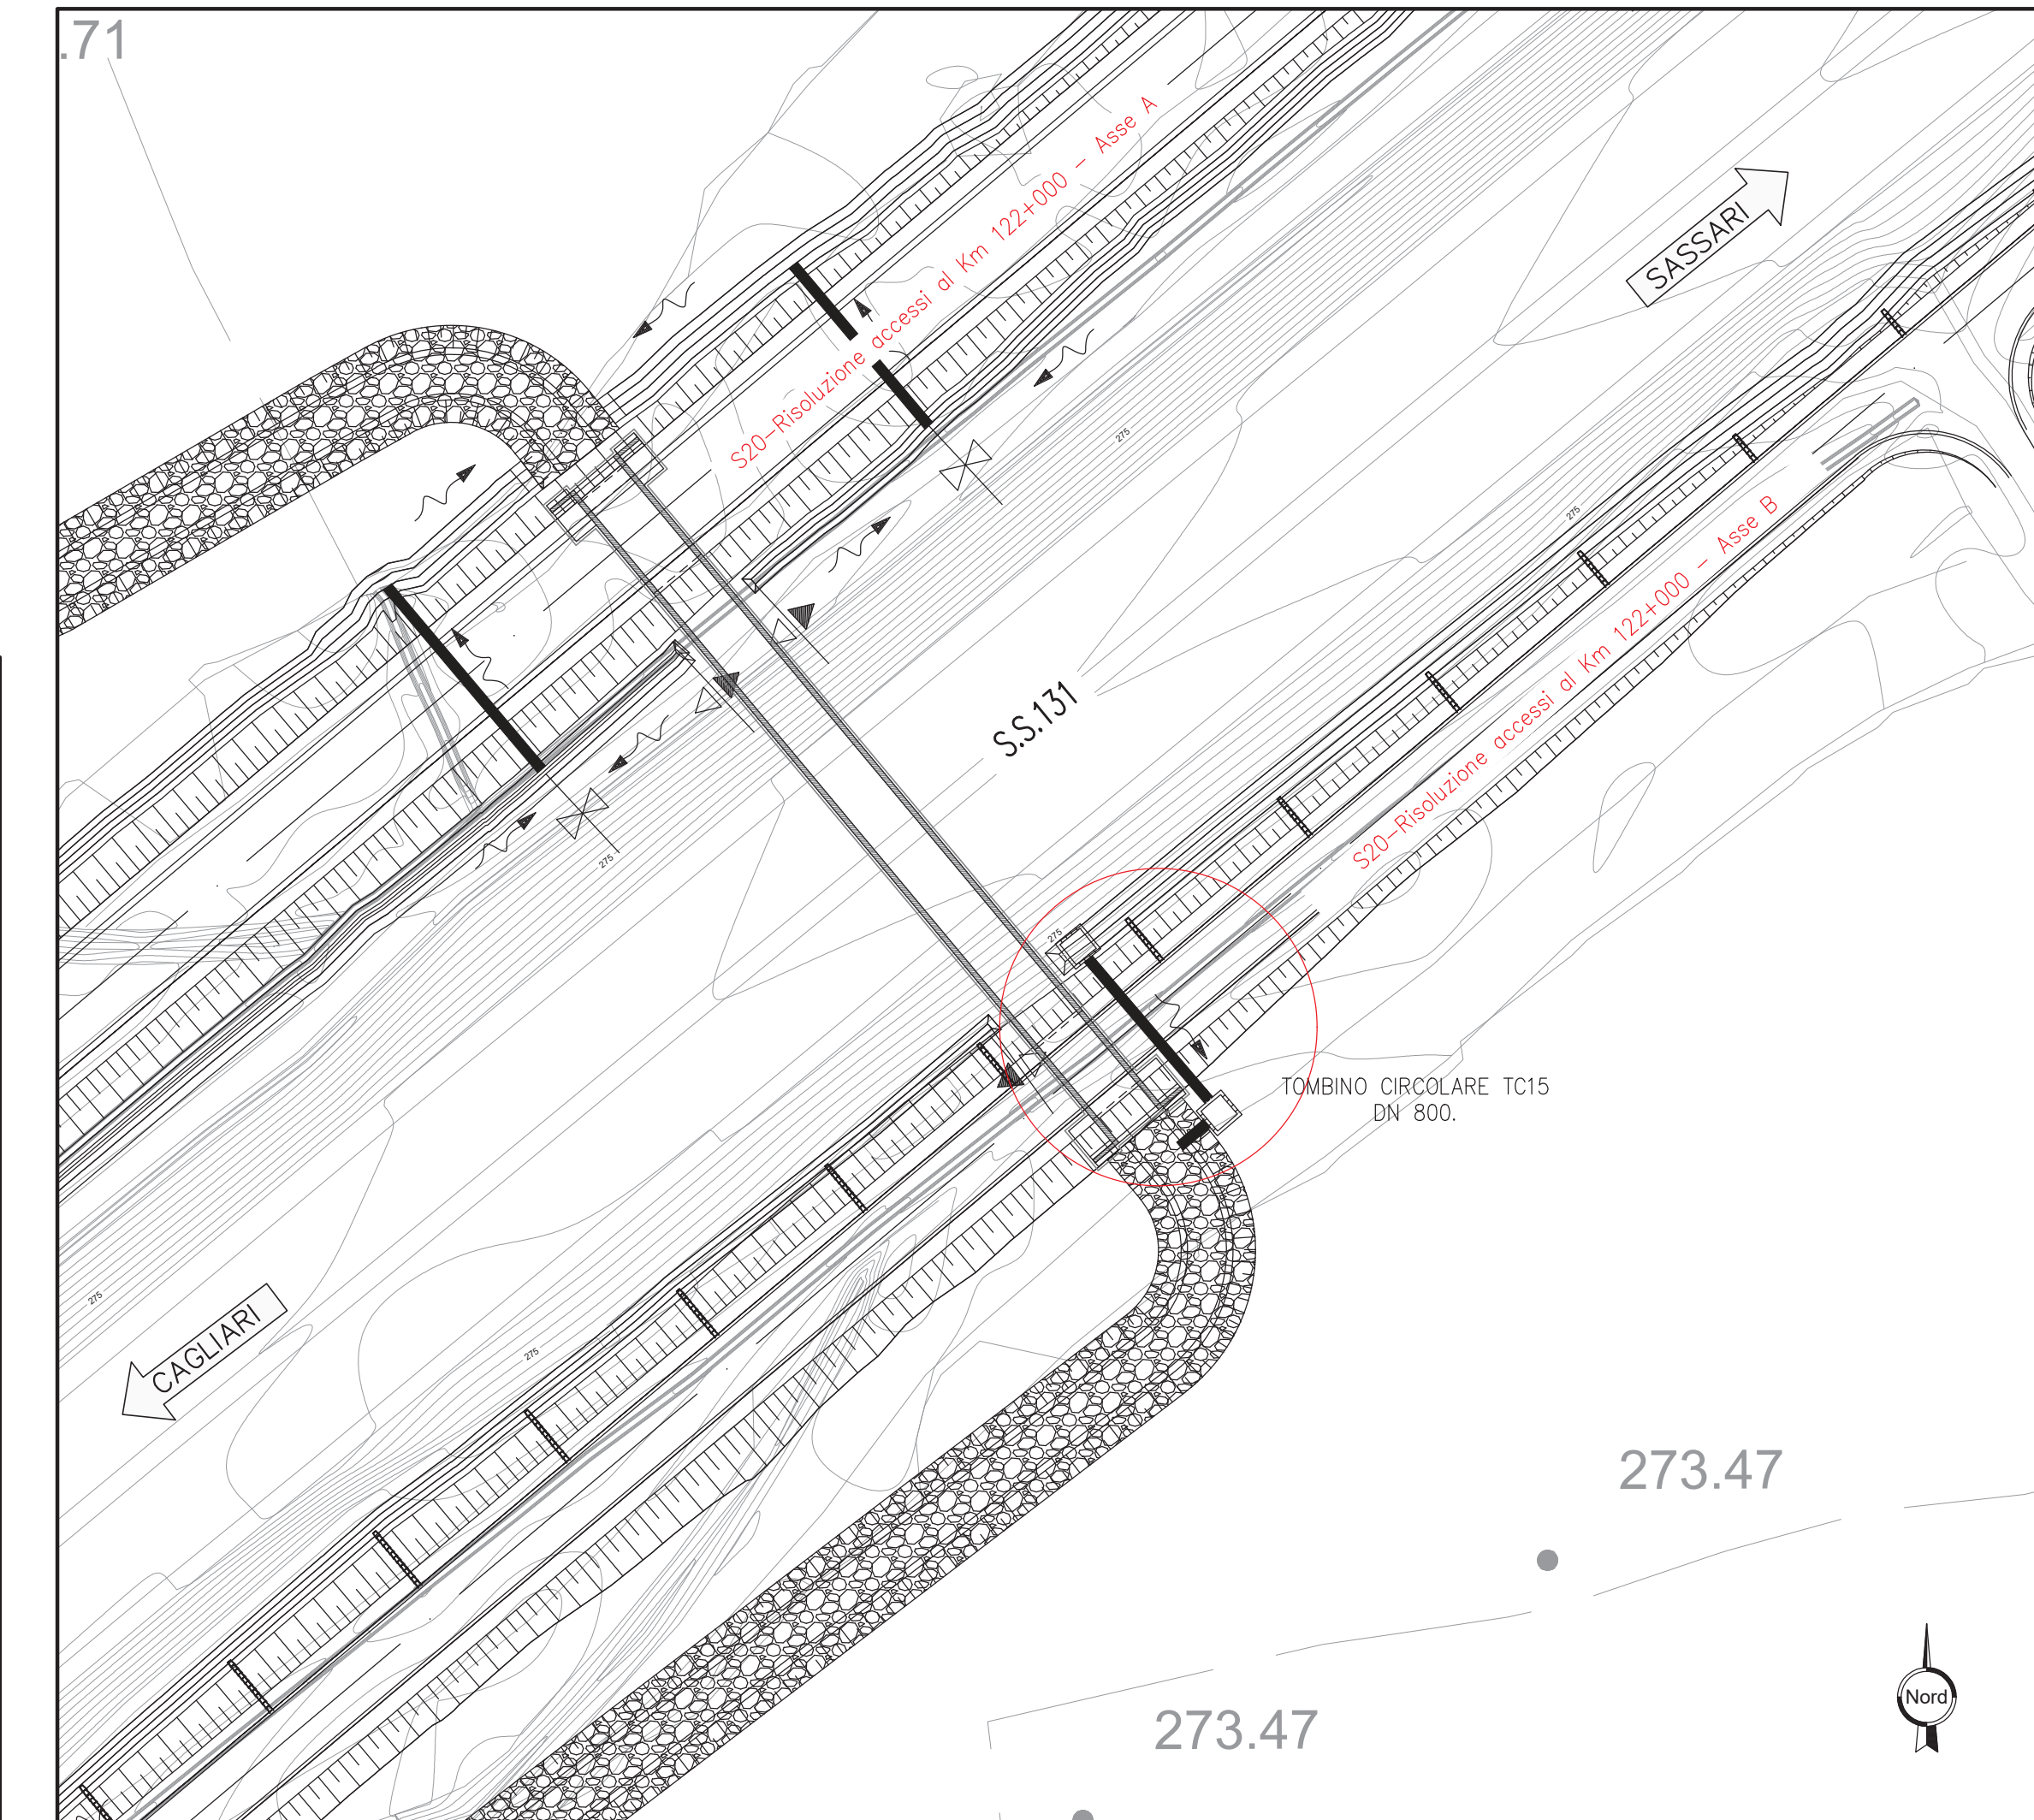 .71
S20-Risoluzione accessi al Km 122+000 - Asse A
SASSARI
275
275
S20-Risoluzione accessi al Km 122+000 - Asse B
S.S.131
275
275
TOMBINO CIRCOLARE TC15
DN 800.
275
CAGLIARI
275
273.47
Nord
273.47